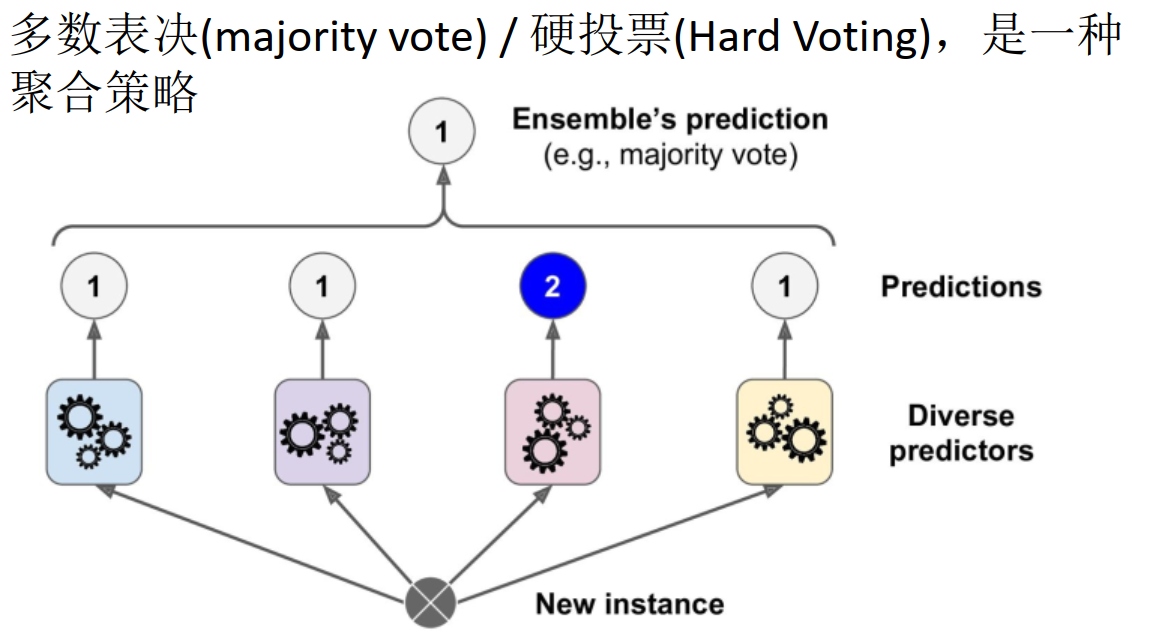 多数表决(majority vote) / 硬投票(Hard Voting)，是一种
聚合策略
1
Ensemble's prediction
(e.g., majority vote)
1
1
2
1
Predictions
Diverse
predictors
New instance